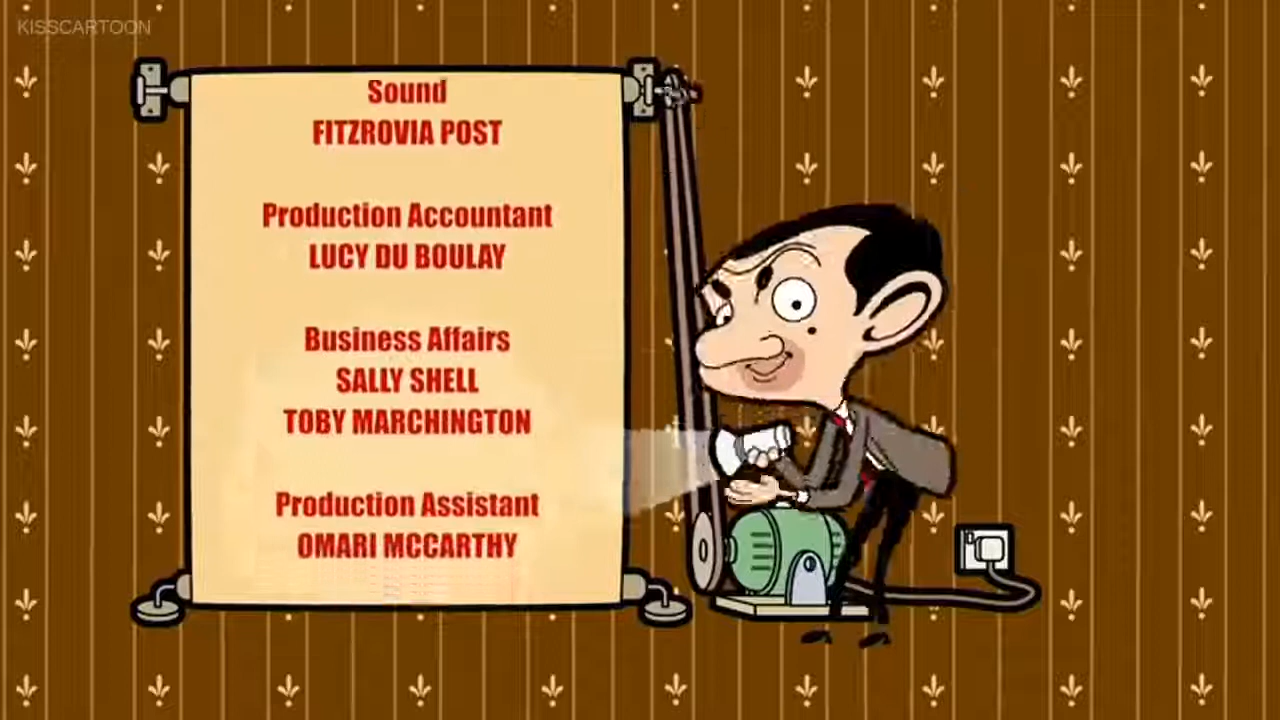 KISSCARTOON
Sound
FITZROVIA POST
Production Accountant
LUCY DU BOULAY
Business Affairs
SALLY SHELL
TOBY MARCHINGTON
Production Assistant
OMARI MCCARTHY